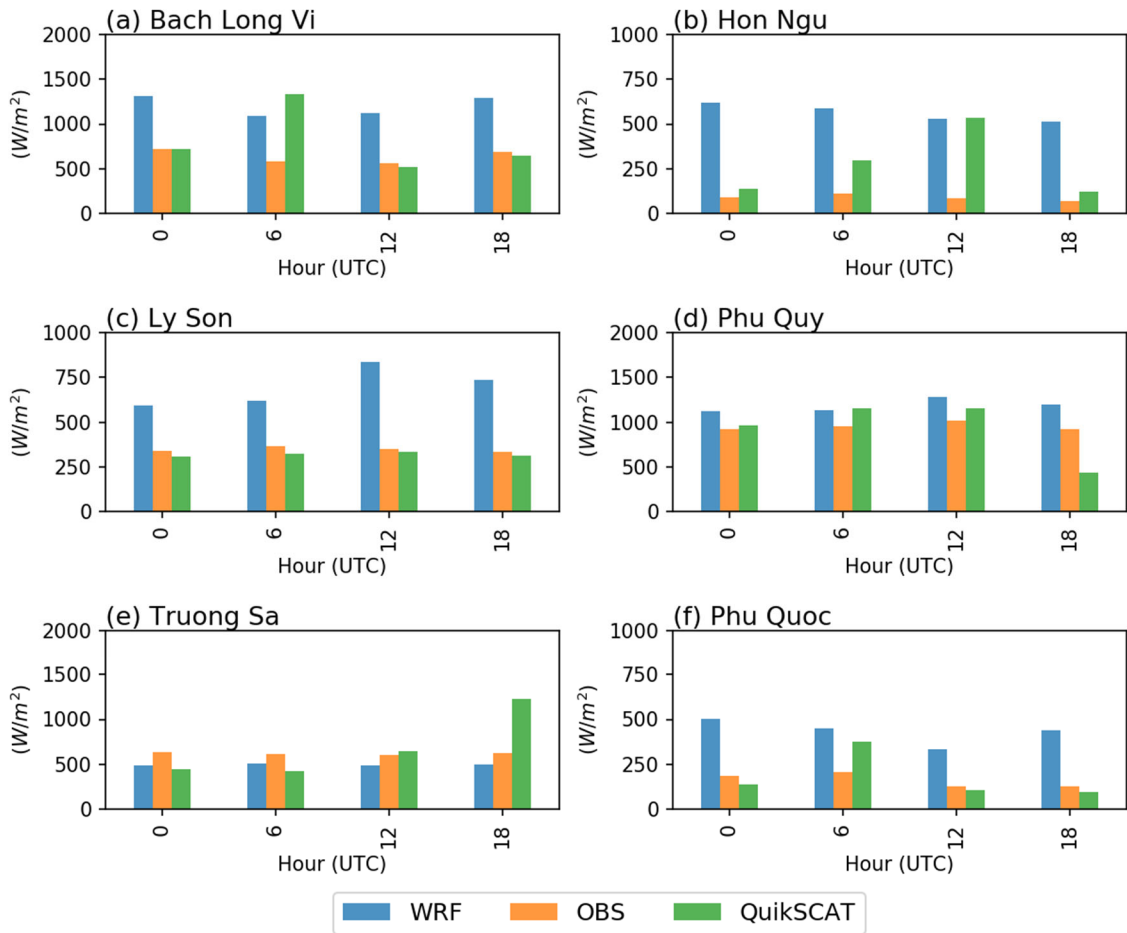 (a) Bach Long Vi
2000
1500
1000
500
0
(W/m²)
0
6
12
18
Hour (UTC)
(b) Hon Ngu
1000
750
500
250
0
(W/m²)
0
6
12
18
Hour (UTC)
(c) Ly Son
1000
750
500
250
0
(W/m²)
0
6
12
18
Hour (UTC)
(d) Phu Quy
2000
1500
1000
500
0
(W/m²)
0
6
12
18
Hour (UTC)
(e) Truong Sa
2000
1500
1000
500
0
(W/m²)
0
6
12
18
Hour (UTC)
(f) Phu Quoc
1000
750
500
250
0
(W/m²)
0
6
12
18
Hour (UTC)
WRF OBS QuikSCAT